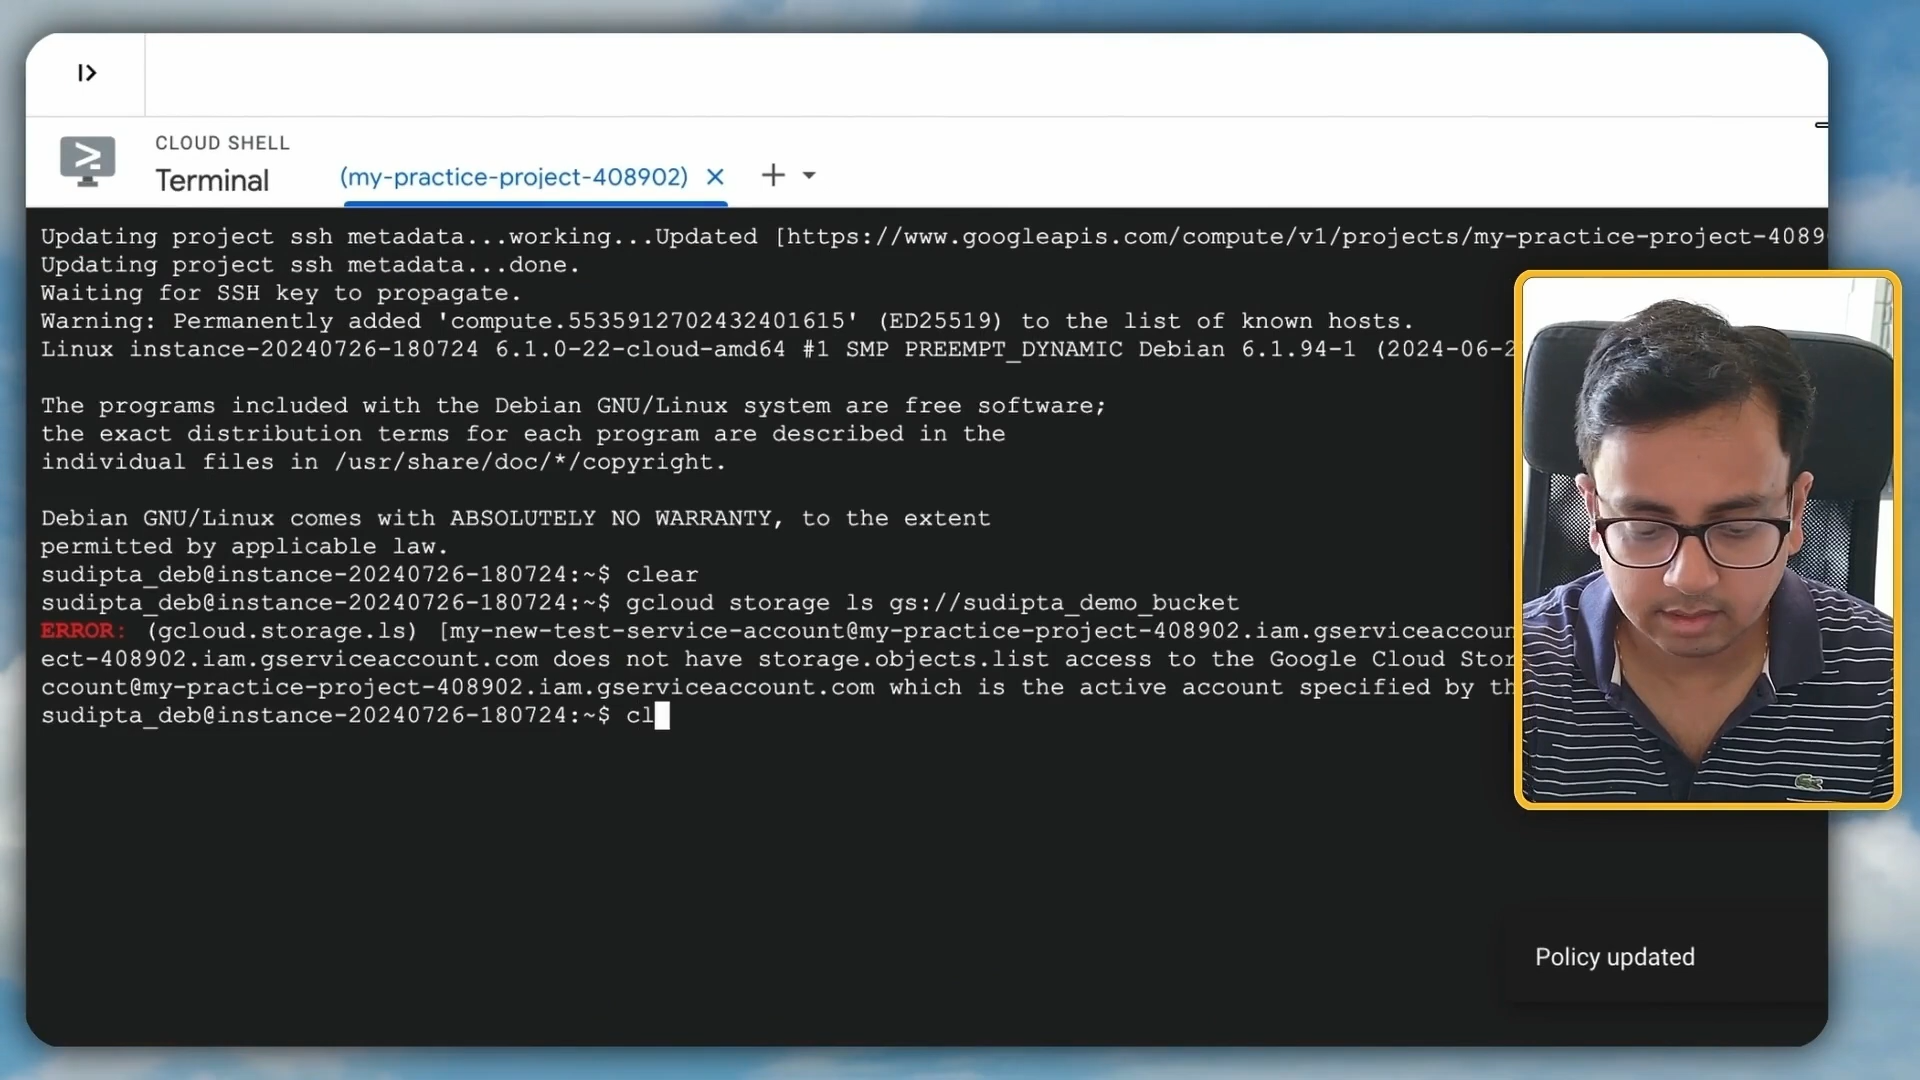 CLOUD SHELL
Terminal
(my-practice-project-408902)
Updating project ssh metadata...working...Updated [https://www.googleapis.com/compute/v1/projects/my-practice-project-4089
Updating project ssh metadata...done.
Waiting for SSH key to propagate.
Warning: Permanently added 'compute.5535912702432401615' (ED25519) to the list of known hosts.
Linux instance-20240726-180724 6.1.0-22-cloud-amd64 #1 SMP PREEMPT_DYNAMIC Debian 6.1.94-1 (2024-06-2
The programs included with the Debian GNU/Linux system are free software;
the exact distribution terms for each program are described in the
individual files in /usr/share/doc/*/copyright.
Debian GNU/Linux comes with ABSOLUTELY NO WARRANTY, to the extent
permitted by applicable law.
sudipta_deb@instance-20240726-180724:~$ clear
sudipta_deb@instance-20240726-180724:~$ gcloud storage ls gs://sudipta_demo_bucket
ERROR: (gcloud.storage.ls) [my-new-test-service-account@my-practice-project-408902.iam.gserviceaccoun
ect-408902.iam.gserviceaccount.com does not have storage.objects.list access to the Google Cloud Stor
ccount@my-practice-project-408902.iam.gserviceaccount.com which is the active account specified by th
sudipta_deb@instance-20240726-180724:~$ cl
Policy updated